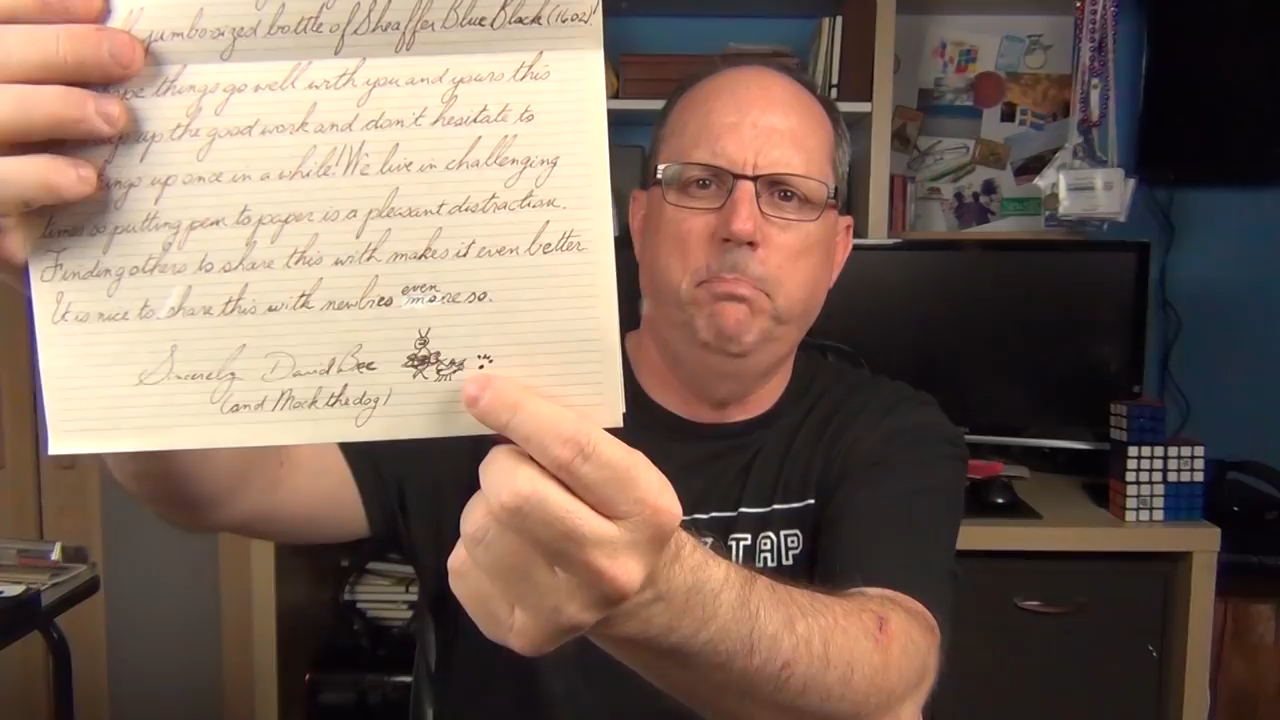 jumbo sized bottle of Sheaffer Blue Black (1602)!
things go well with you and yours this
up the good work and don't hesitate to
up once in a while! We live in challenging
times so putting pen to paper is a pleasant distraction.
Finding others to share this with makes it even better
It is nice to share this with newbies even more so.
Sincerely David Bee
(and Mock the dog)
TAP